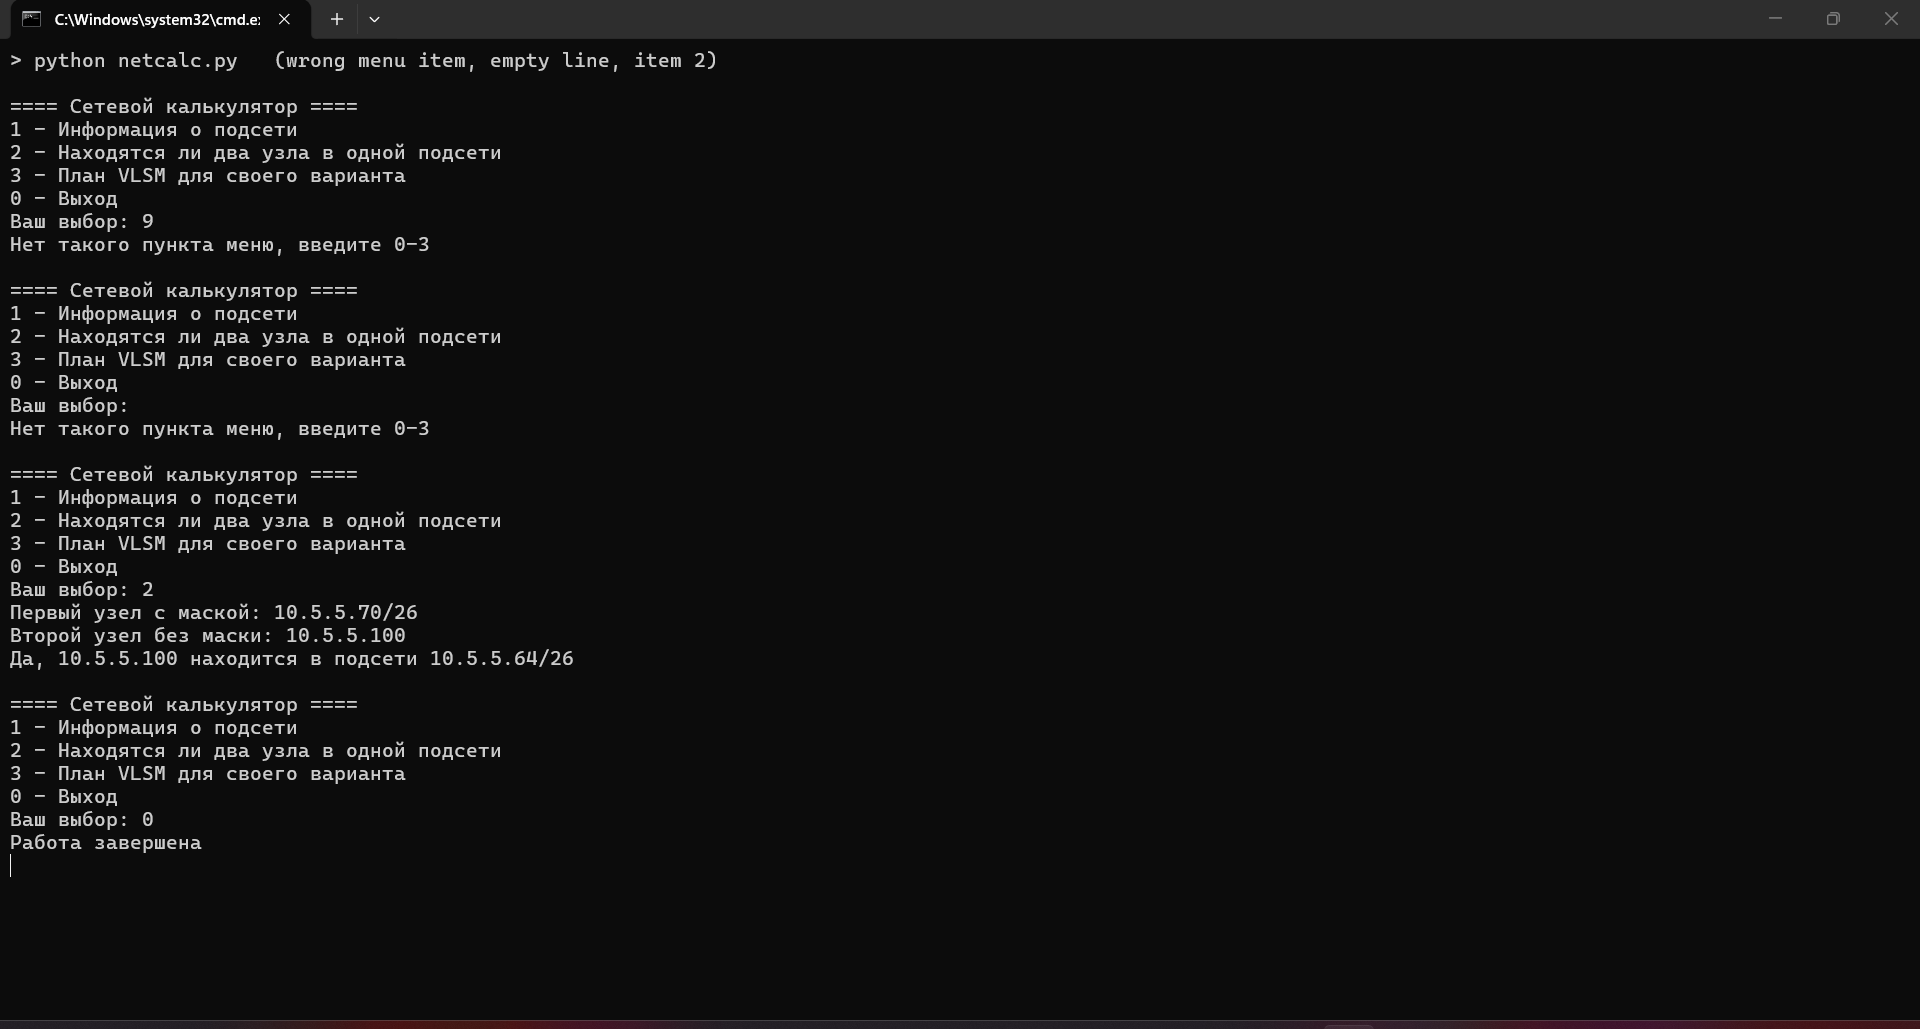 C:\Windows\system32\cmd.e
> python netcalc.py   (wrong menu item, empty line, item 2)
==== Сетевой калькулятор ====
1 - Информация о подсети
2 - Находятся ли два узла в одной подсети
3 - План VLSM для своего варианта
0 - Выход
Ваш выбор: 9
Нет такого пункта меню, введите 0-3
==== Сетевой калькулятор ====
1 - Информация о подсети
2 - Находятся ли два узла в одной подсети
3 - План VLSM для своего варианта
0 - Выход
Ваш выбор:
Нет такого пункта меню, введите 0-3
==== Сетевой калькулятор ====
1 - Информация о подсети
2 - Находятся ли два узла в одной подсети
3 - План VLSM для своего варианта
0 - Выход
Ваш выбор: 2
Первый узел с маской: 10.5.5.70/26
Второй узел без маски: 10.5.5.100
Да, 10.5.5.100 находится в подсети 10.5.5.64/26
==== Сетевой калькулятор ====
1 - Информация о подсети
2 - Находятся ли два узла в одной подсети
3 - План VLSM для своего варианта
0 - Выход
Ваш выбор: 0
Работа завершена